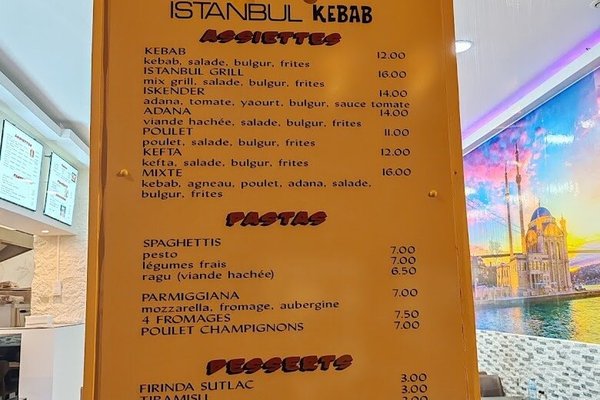 ISTANBUL KEBAB
ASSIETTES
KEBAB 12.00
kebab, salade, bulgur, frites
ISTANBUL GRILL 16.00
mix grill, salade, bulgur, frites
ISKENDER 14.00
adana, tomate, yaourt, bulgur, sauce tomate
ADANA 14.00
viande hachée, salade, bulgur, frites
POULET 11.00
poulet, salade, bulgur, frites
KEFTA 12.00
kefta, salade, bulgur, frites
MIXTE 16.00
kebab, agneau, poulet, adana, salade,
bulgur, frites
PASTAS
SPAGHETTIS
pesto 7.00
légumes frais 7.00
ragu (viande hachée) 6.50
PARMIGGIANA 7.00
mozzarella, fromage, aubergine
4 FROMAGES 7.50
POULET CHAMPIGNONS 7.00
DESSERTS
FIRINDA SUTLAC 3.00
TIRAMISU 3.00